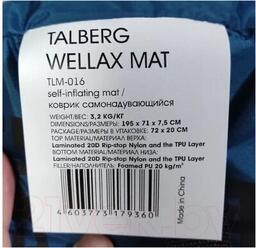 TALBERG
WELLAX MAT
TLM-016
self-inflating mat /
коврик самонадувающийся
WEIGHT/ВЕС: 3,2 KG/КГ
DIMENSIONS/РАЗМЕРЫ: 195 x 71 x 7,5 CM
PACKAGE/РАЗМЕРЫ В УПАКОВКЕ: 72 x 20 CM
TOP MATERIAL/МАТЕРИАЛ ВЕРХА:
Laminated 20D Rip-stop Nylon and the TPU Layer
BOTTOM MATERIAL/МАТЕРИАЛ НИЗА:
Laminated 20D Rip-stop Nylon and the TPU Layer
FILLER/НАПОЛНИТЕЛЬ: Foamed PU 20 kg/m³
Made in China
4 603773 179360